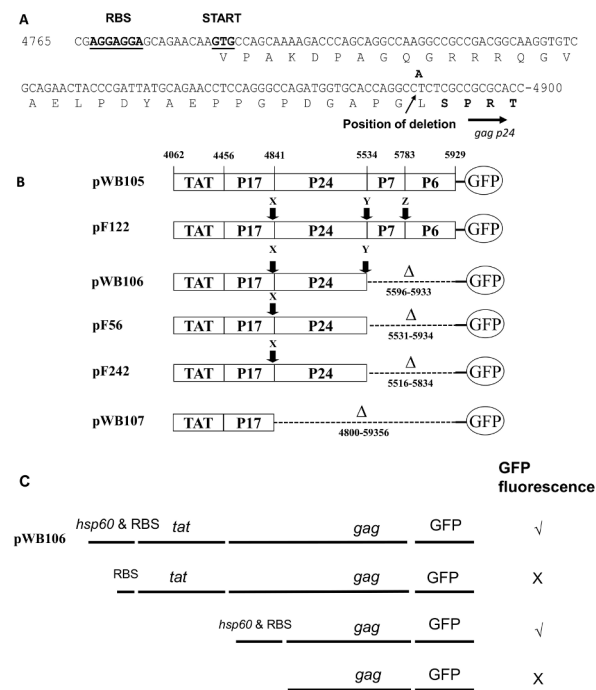 A
RBS START
4765 CGAGGAGGAGCAGAACAAGTGCCAGCAAAAGACCCAGCAGGCCAAGGCCGCCGACGGRCAAGGTGTC
V P A K D P A G Q G R R R Q G V
A
GCAGAACTACCCGATTATGCAGAACCTCCAGGGCCAGATGGTGCACCAGGCCTCTCGCCGCGCACC-4900
A E L P D Y A E P P G P D G A P G L S P R T
Position of deletion
gag p24
B
4062 4456 4841 5534 5783 5929
pWB105 TAT P17 P24 P7 P6 GFP
X Y Z
pF122 TAT P17 P24 P7 P6 GFP
X Y
pWB106 TAT P17 P24 Δ GFP
5596-5933
X
pF56 TAT P17 P24 Δ GFP
5531-5934
X
pF242 TAT P17 P24 Δ GFP
5516-5834
pWB107 TAT P17 Δ GFP
4800-59356
C
GFP
fluorescence
pWB106 hsp60 & RBS tat gag GFP √
RBS tat gag GFP X
hsp60 & RBS gag GFP √
gag GFP X